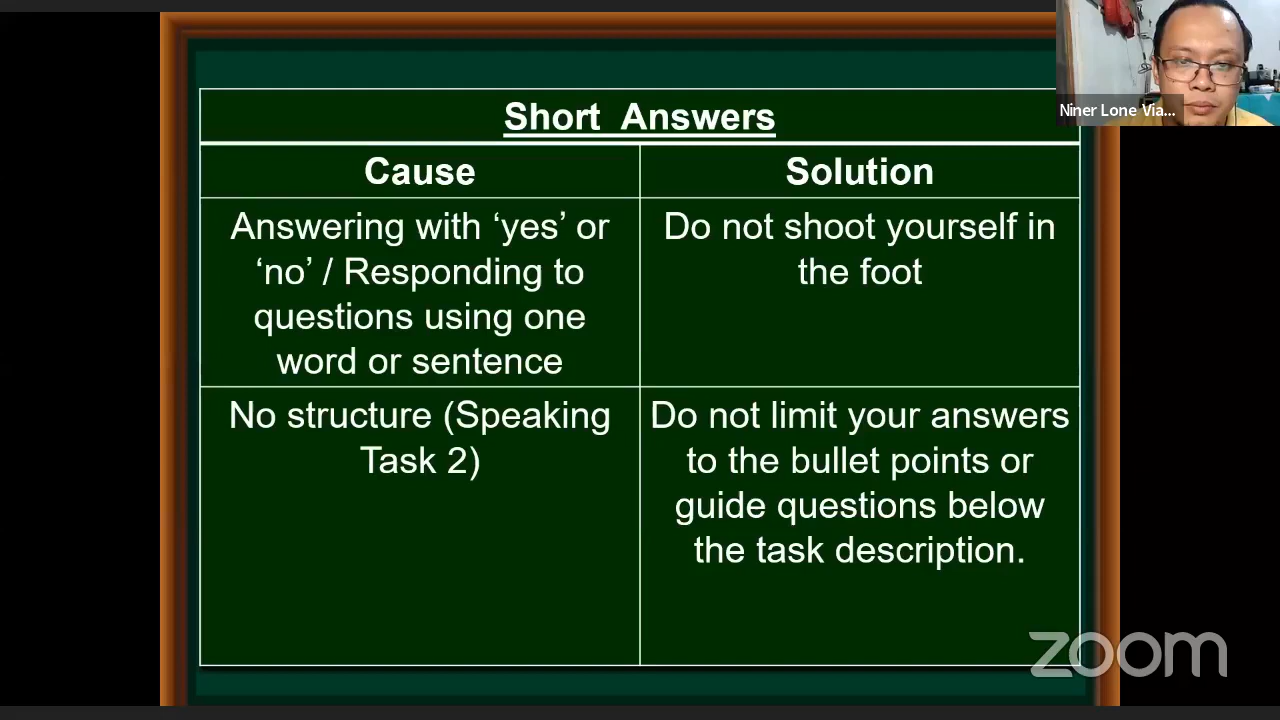 Short Answers
Cause
Solution
Answering with ‘yes’ or
‘no’ / Responding to
questions using one
word or sentence
Do not shoot yourself in
the foot
No structure (Speaking
Task 2)
Do not limit your answers
to the bullet points or
guide questions below
the task description.
Niner Lone Via...
zoom